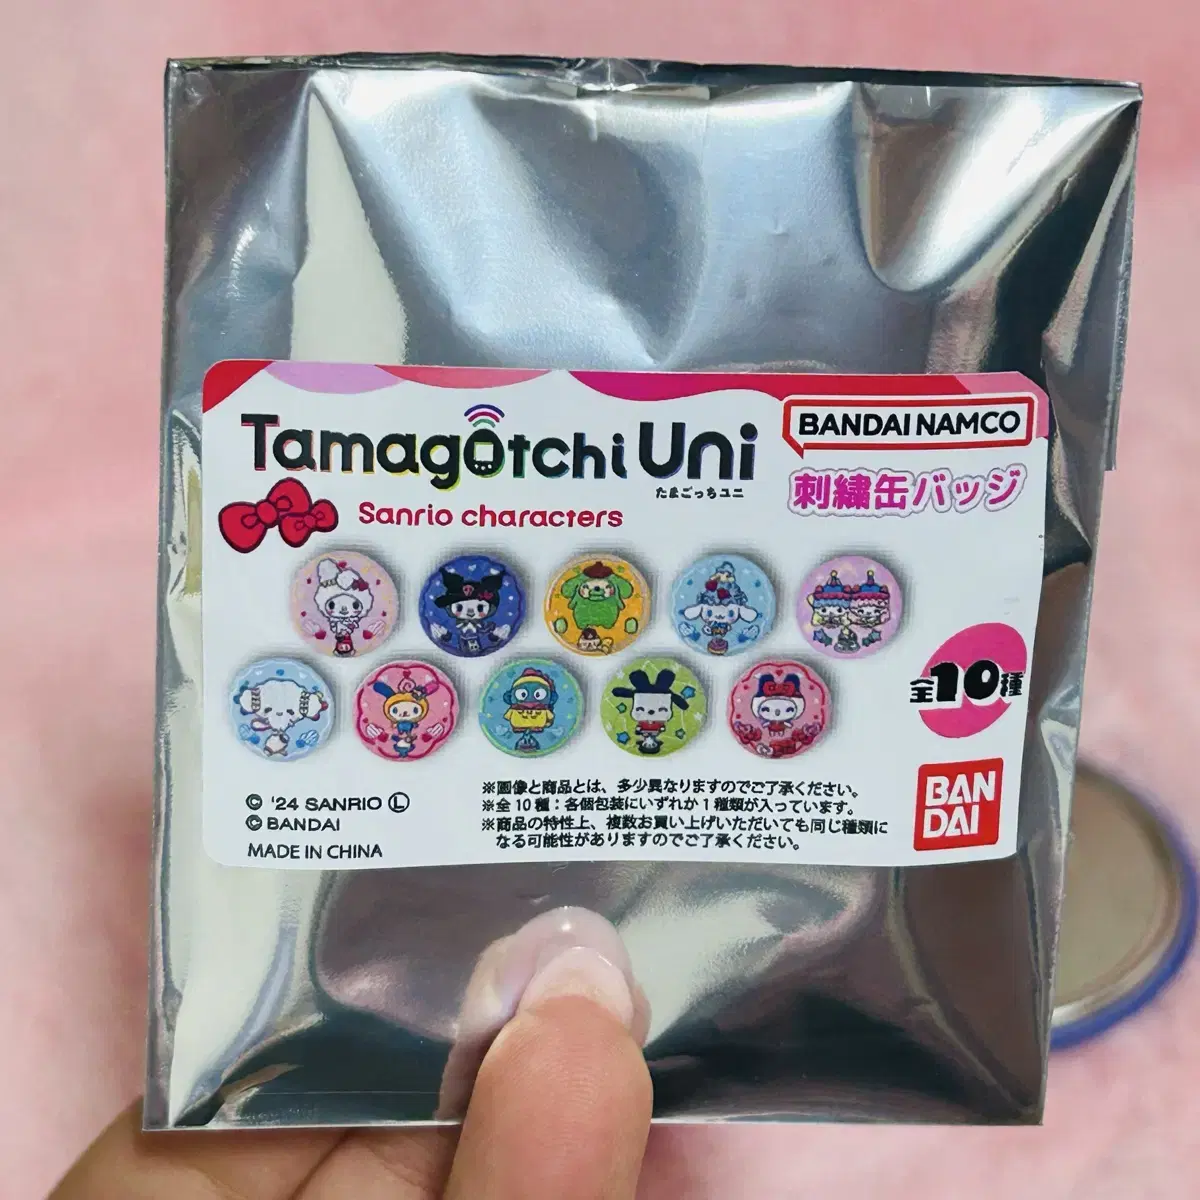 Tamagotchi Uni
たまごっちユニ
BANDAI NAMCO
刺繍缶バッジ
Sanrio characters
全10種
© '24 SANRIO Ⓛ
© BANDAI
MADE IN CHINA
※画像と商品とは、多少異なりますのでご了承ください。
※全10種：各個包装にいずれか1種類が入っています。
※商品の特性上、複数お買い上げいただいても同じ種類に
なる可能性がありますのでご了承ください。
BAN
DAI